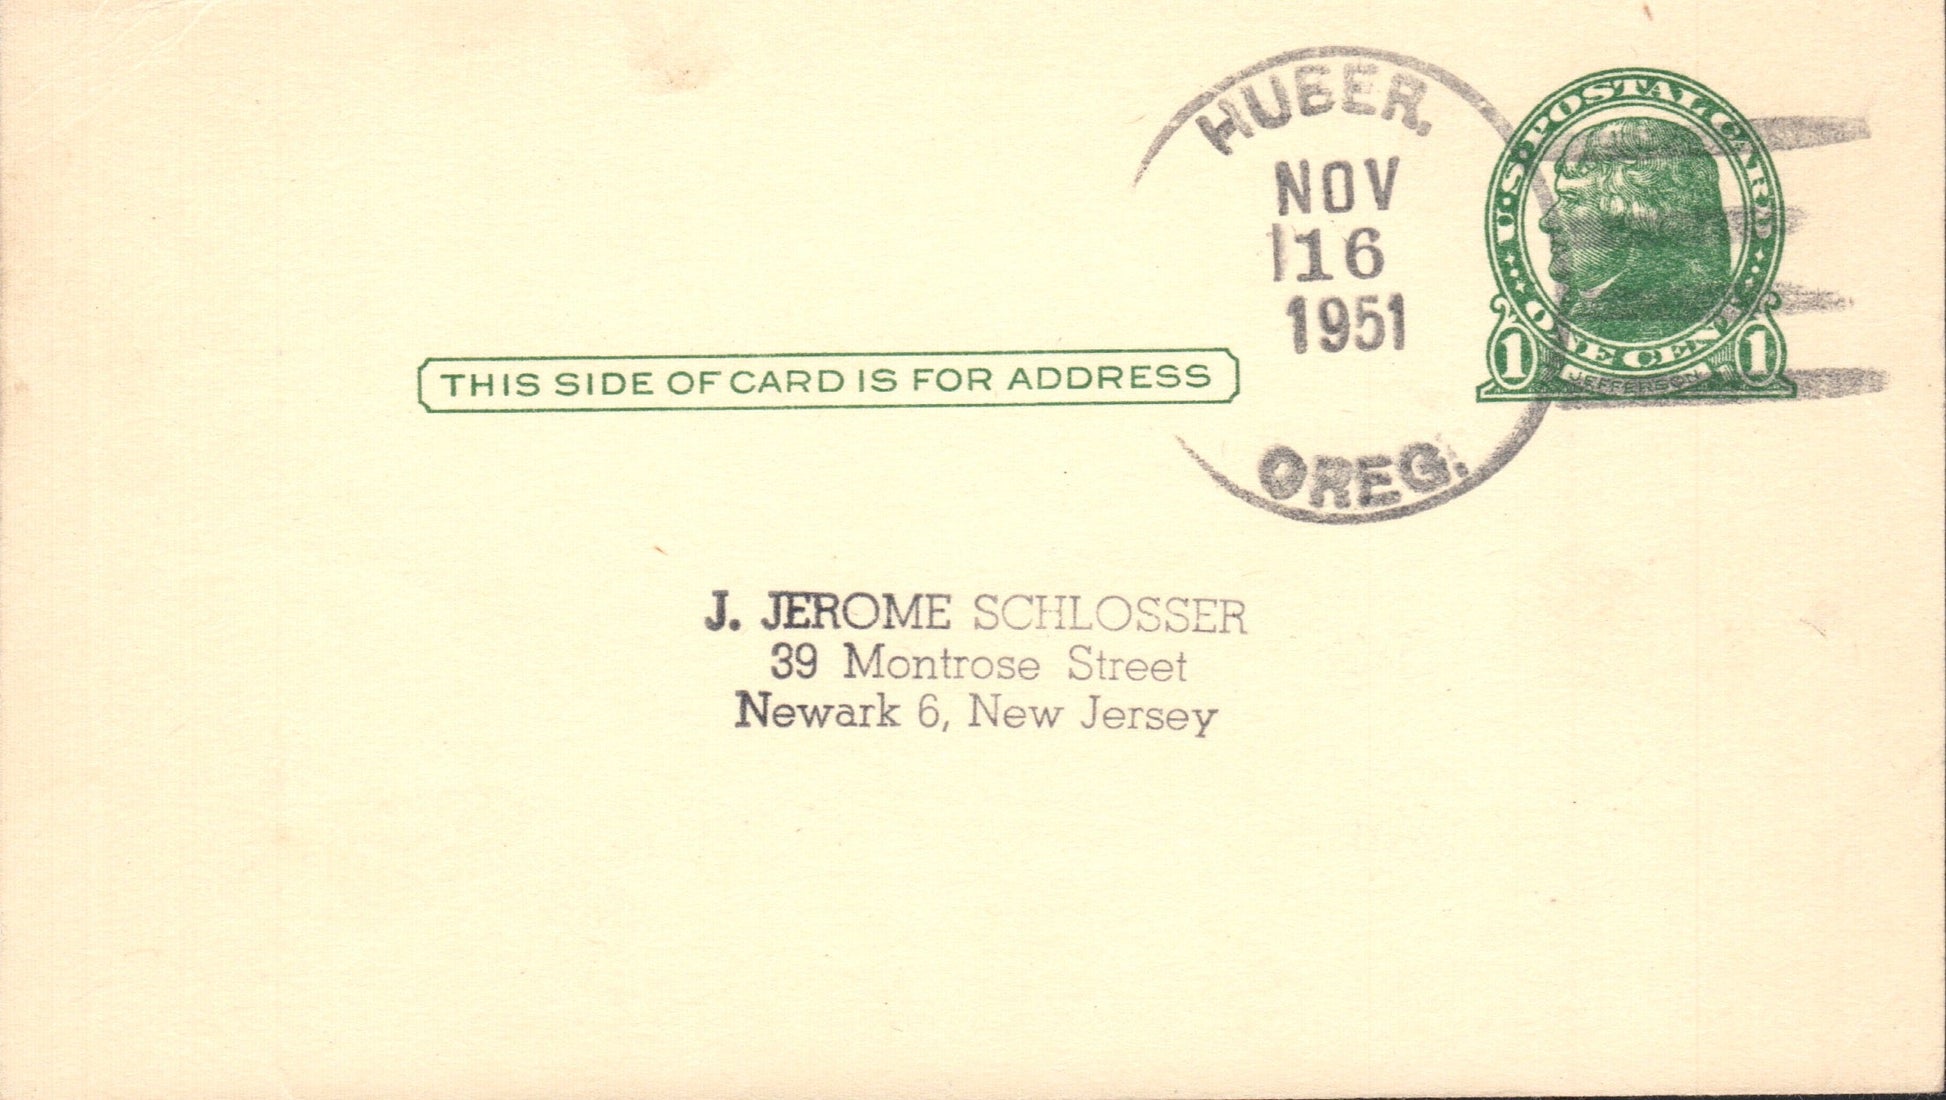 HUBER.
NOV
16
1951
OREG.
U·S·POSTAL CARD
ONE CENT
1 1
JEFFERSON
THIS SIDE OF CARD IS FOR ADDRESS
J. JEROME SCHLOSSER
39 Montrose Street
Newark 6, New Jersey